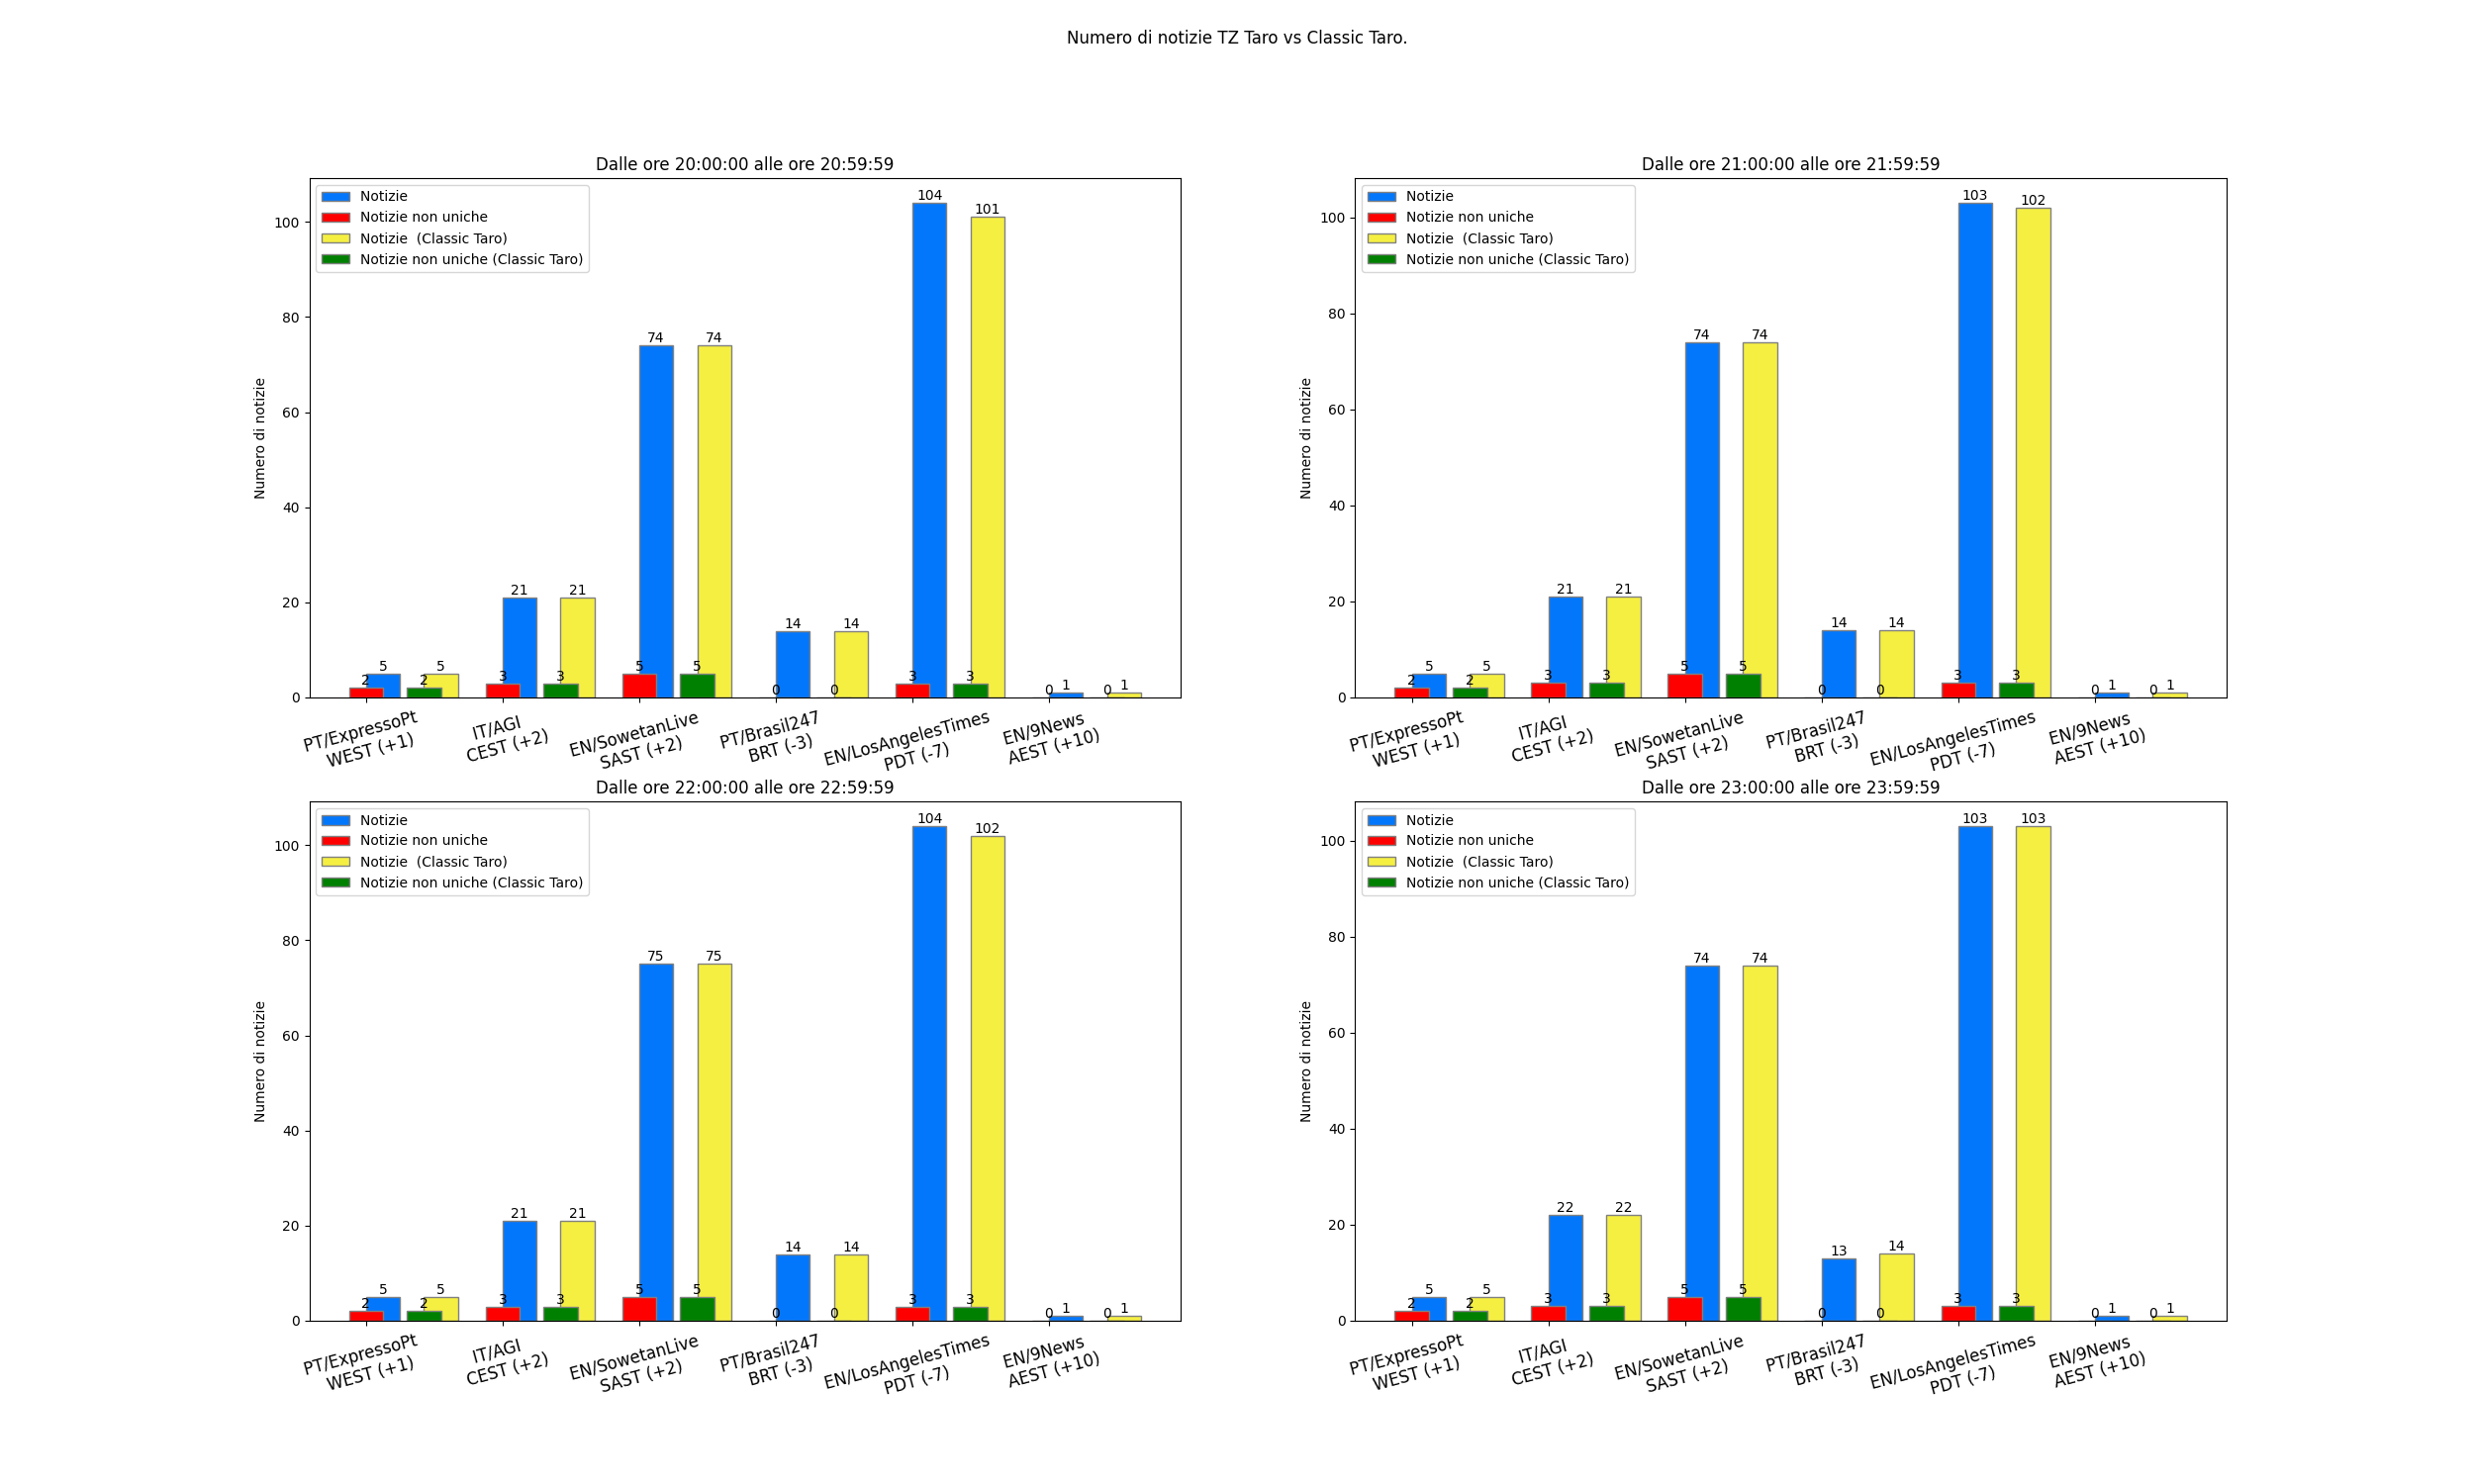 Numero di notizie TZ Taro vs Classic Taro.
Dalle ore 20:00:00 alle ore 20:59:59
Notizie
Notizie non uniche
Notizie  (Classic Taro)
Notizie non uniche (Classic Taro)
Numero di notizie
100
80
60
40
20
0
5
2
5
2
21
3
21
3
74
5
74
5
14
0
14
0
104
3
101
3
1
0
1
0
PT/ExpressoPt
WEST (+1)
IT/AGI
CEST (+2)
EN/SowetanLive
SAST (+2)
PT/Brasil247
BRT (-3)
EN/LosAngelesTimes
PDT (-7)
EN/9News
AEST (+10)
Dalle ore 21:00:00 alle ore 21:59:59
Notizie
Notizie non uniche
Notizie  (Classic Taro)
Notizie non uniche (Classic Taro)
Numero di notizie
100
80
60
40
20
0
5
2
5
2
21
3
21
3
74
5
74
5
14
0
14
0
103
3
102
3
1
0
1
0
PT/ExpressoPt
WEST (+1)
IT/AGI
CEST (+2)
EN/SowetanLive
SAST (+2)
PT/Brasil247
BRT (-3)
EN/LosAngelesTimes
PDT (-7)
EN/9News
AEST (+10)
Dalle ore 22:00:00 alle ore 22:59:59
Notizie
Notizie non uniche
Notizie  (Classic Taro)
Notizie non uniche (Classic Taro)
Numero di notizie
100
80
60
40
20
0
5
2
5
2
21
3
21
3
75
5
75
5
14
0
14
0
104
3
102
3
1
0
1
0
PT/ExpressoPt
WEST (+1)
IT/AGI
CEST (+2)
EN/SowetanLive
SAST (+2)
PT/Brasil247
BRT (-3)
EN/LosAngelesTimes
PDT (-7)
EN/9News
AEST (+10)
Dalle ore 23:00:00 alle ore 23:59:59
Notizie
Notizie non uniche
Notizie  (Classic Taro)
Notizie non uniche (Classic Taro)
Numero di notizie
100
80
60
40
20
0
5
2
5
2
22
3
22
3
74
5
74
5
13
0
14
0
103
3
103
3
1
0
1
0
PT/ExpressoPt
WEST (+1)
IT/AGI
CEST (+2)
EN/SowetanLive
SAST (+2)
PT/Brasil247
BRT (-3)
EN/LosAngelesTimes
PDT (-7)
EN/9News
AEST (+10)